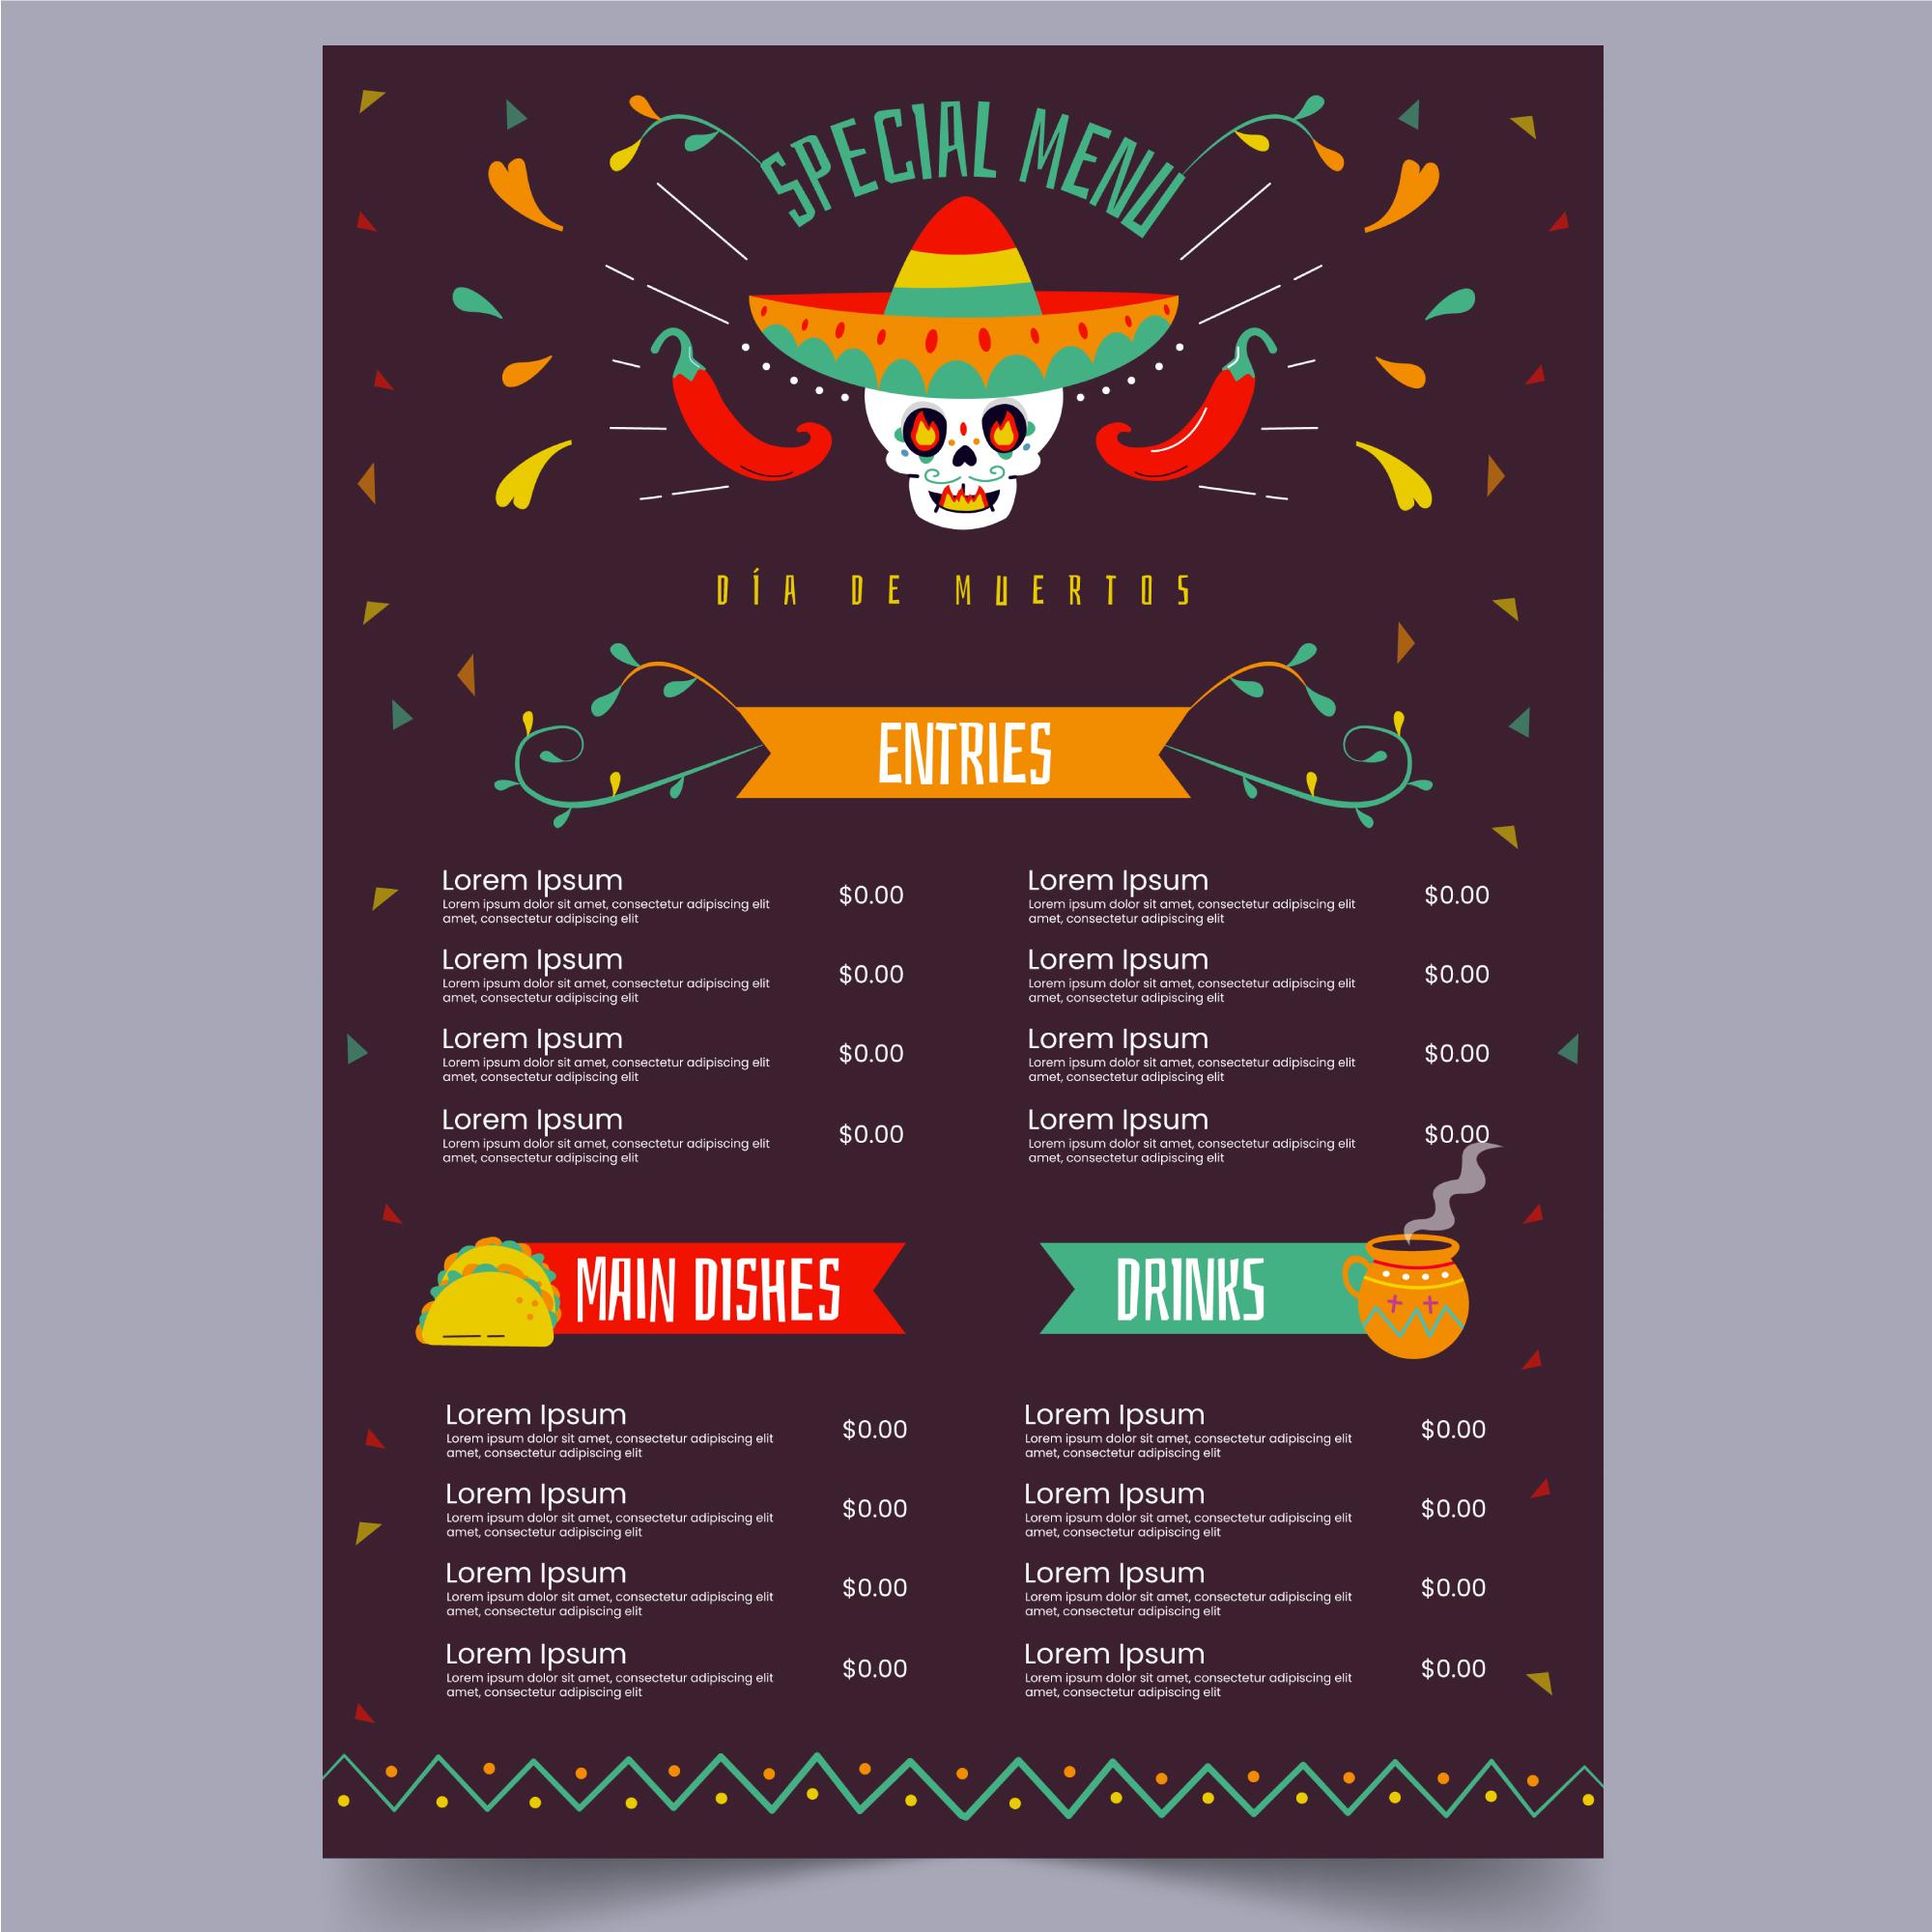 SPECIAL MENU
DÍA DE MUERTOS
ENTRIES
Lorem Ipsum
Lorem ipsum dolor sit amet, consectetur adipiscing elit
amet, consectetur adipiscing elit
$0.00
Lorem Ipsum
Lorem ipsum dolor sit amet, consectetur adipiscing elit
amet, consectetur adipiscing elit
$0.00
Lorem Ipsum
Lorem ipsum dolor sit amet, consectetur adipiscing elit
amet, consectetur adipiscing elit
$0.00
Lorem Ipsum
Lorem ipsum dolor sit amet, consectetur adipiscing elit
amet, consectetur adipiscing elit
$0.00
Lorem Ipsum
Lorem ipsum dolor sit amet, consectetur adipiscing elit
amet, consectetur adipiscing elit
$0.00
Lorem Ipsum
Lorem ipsum dolor sit amet, consectetur adipiscing elit
amet, consectetur adipiscing elit
$0.00
Lorem Ipsum
Lorem ipsum dolor sit amet, consectetur adipiscing elit
amet, consectetur adipiscing elit
$0.00
Lorem Ipsum
Lorem ipsum dolor sit amet, consectetur adipiscing elit
amet, consectetur adipiscing elit
$0.00
MAIN DISHES
Lorem Ipsum
Lorem ipsum dolor sit amet, consectetur adipiscing elit
amet, consectetur adipiscing elit
$0.00
Lorem Ipsum
Lorem ipsum dolor sit amet, consectetur adipiscing elit
amet, consectetur adipiscing elit
$0.00
Lorem Ipsum
Lorem ipsum dolor sit amet, consectetur adipiscing elit
amet, consectetur adipiscing elit
$0.00
Lorem Ipsum
Lorem ipsum dolor sit amet, consectetur adipiscing elit
amet, consectetur adipiscing elit
$0.00
DRINKS
Lorem Ipsum
Lorem ipsum dolor sit amet, consectetur adipiscing elit
amet, consectetur adipiscing elit
$0.00
Lorem Ipsum
Lorem ipsum dolor sit amet, consectetur adipiscing elit
amet, consectetur adipiscing elit
$0.00
Lorem Ipsum
Lorem ipsum dolor sit amet, consectetur adipiscing elit
amet, consectetur adipiscing elit
$0.00
Lorem Ipsum
Lorem ipsum dolor sit amet, consectetur adipiscing elit
amet, consectetur adipiscing elit
$0.00